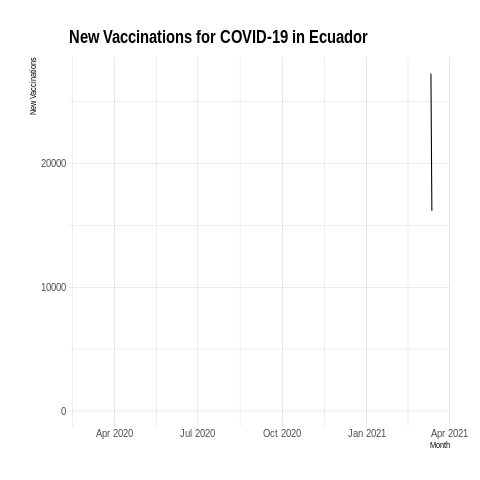 New Vaccinations for COVID-19 in Ecuador
New Vaccinations
20000
10000
0
Apr 2020 Jul 2020 Oct 2020 Jan 2021 Apr 2021
Month